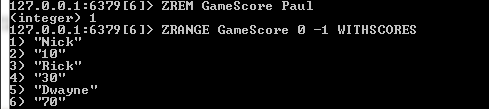 127.0.0.1:6379[6]> ZREM GameScore Paul
(integer) 1
127.0.0.1:6379[6]> ZRANGE GameScore 0 -1 WITHSCORES
1) "Nick"
2) "10"
3) "Rick"
4) "30"
5) "Dwayne"
6) "70"